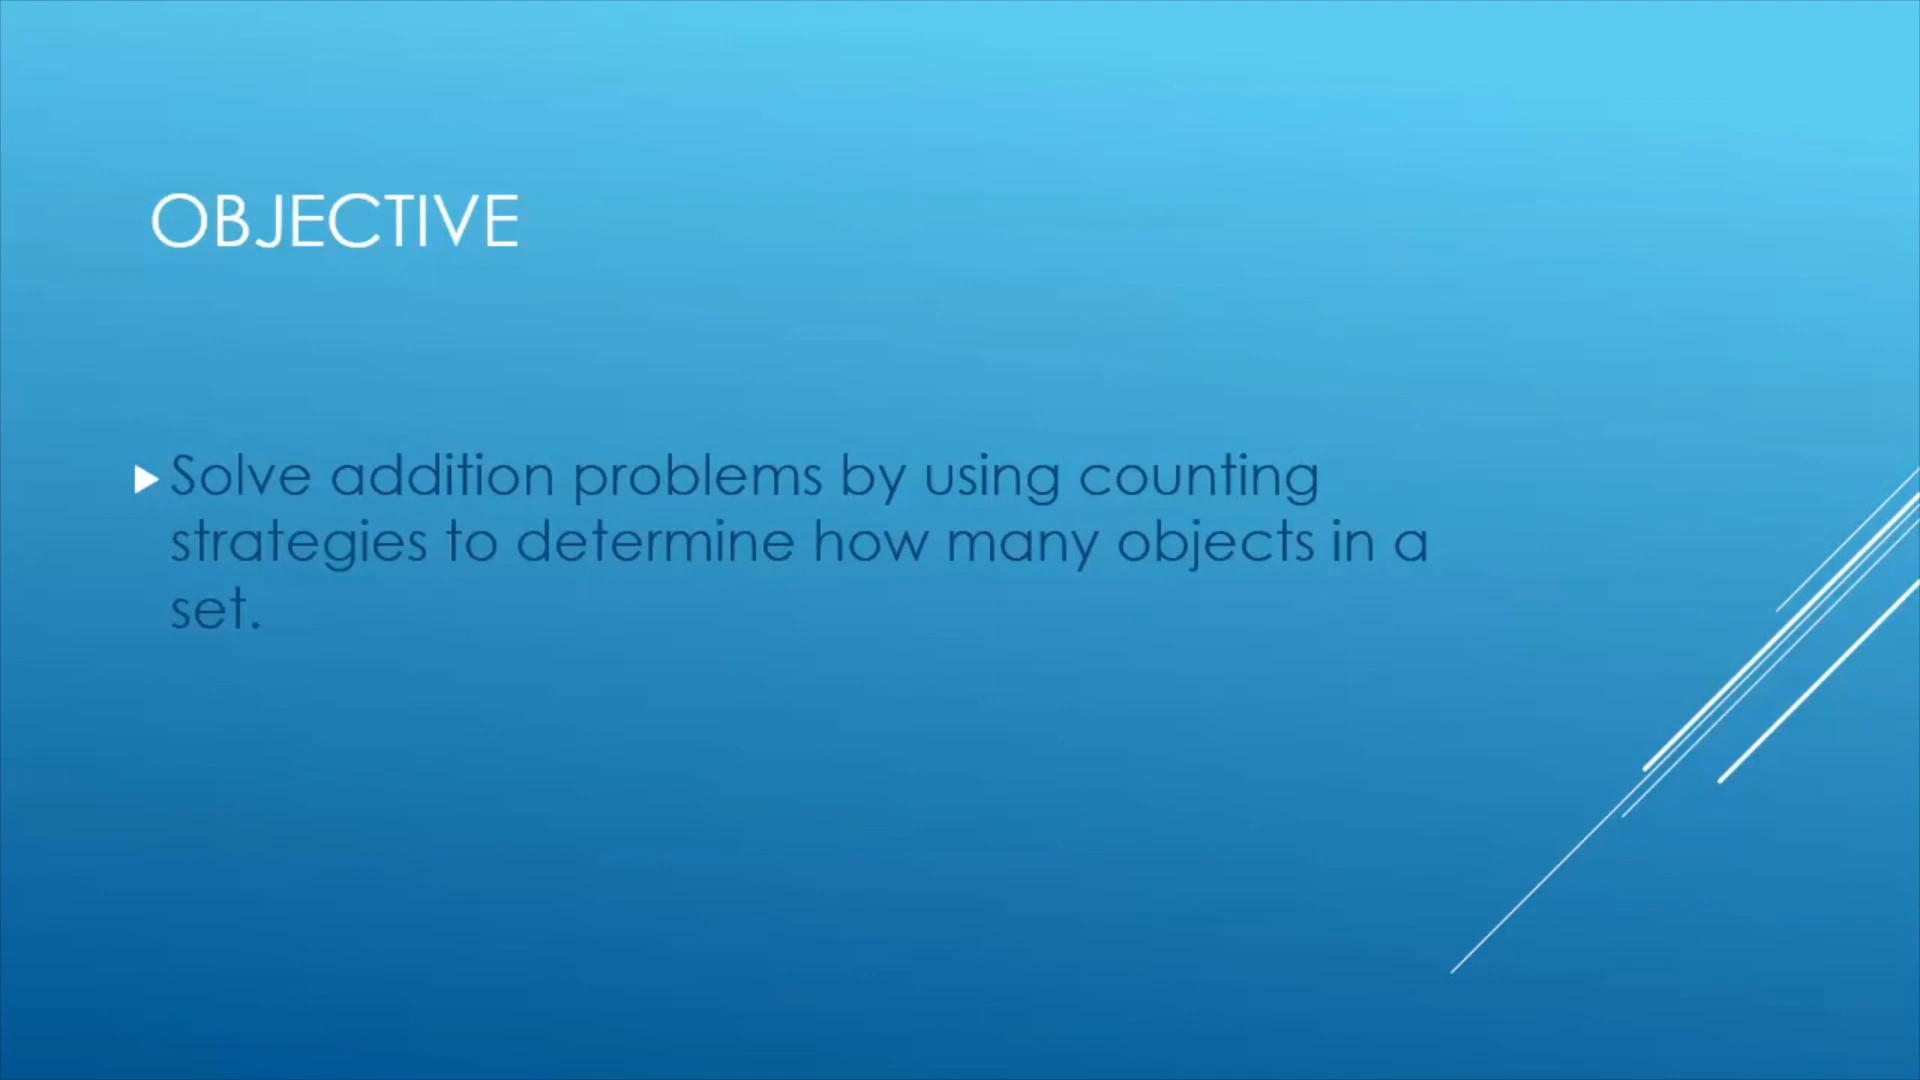 OBJECTIVE
Solve addition problems by using counting
strategies to determine how many objects in a
set.